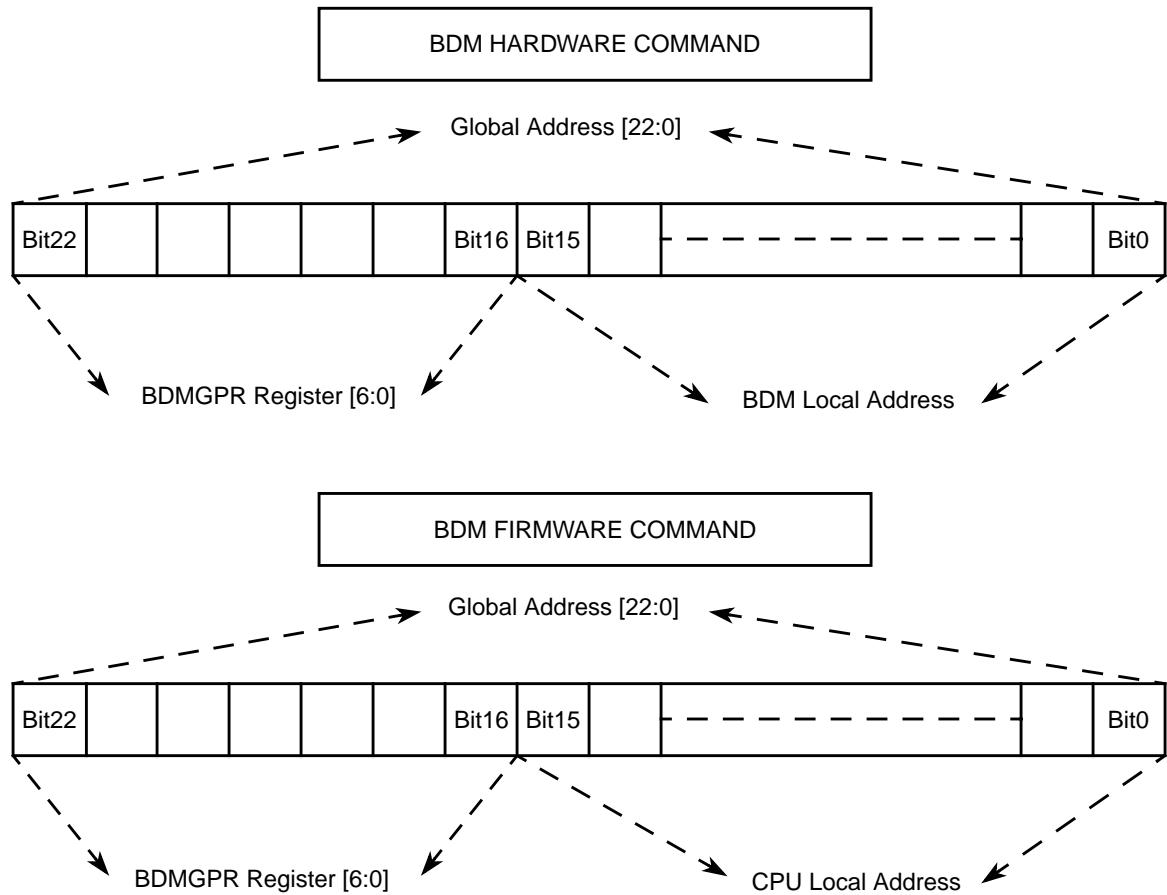 BDM HARDWARE COMMAND
Global Address [22:0]
Bit22 Bit16 Bit15 Bit0
BDMGPR Register [6:0] BDM Local Address
BDM FIRMWARE COMMAND
Global Address [22:0]
Bit22 Bit16 Bit15 Bit0
BDMGPR Register [6:0] CPU Local Address